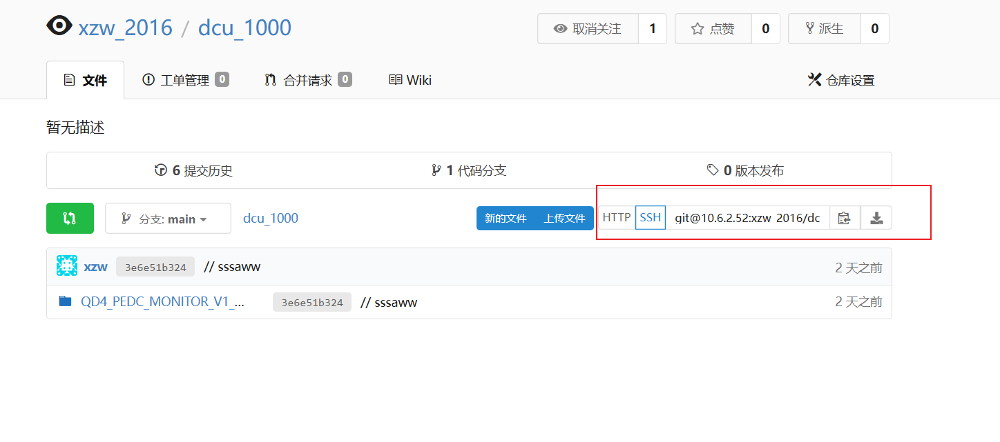 xzw_2016 / dcu_1000
取消关注 1 点赞 0 派生 0
文件 工单管理 0 合并请求 0 Wiki 仓库设置
暂无描述
6 提交历史 1 代码分支 0 版本发布
分支: main dcu_1000 新的文件 上传文件 HTTP SSH git@10.6.2.52:xzw_2016/dc
xzw 3e6e51b324 // sssaww 2 天之前
QD4_PEDC_MONITOR_V1_... 3e6e51b324 // sssaww 2 天之前